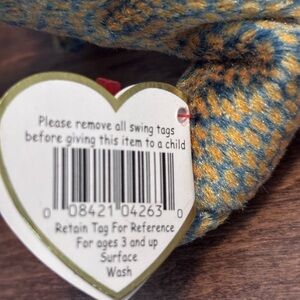 Please remove all swing tags
before giving this item to a child
0 08421 04263 0
Retain Tag For Reference
For ages 3 and up
Surface
Wash